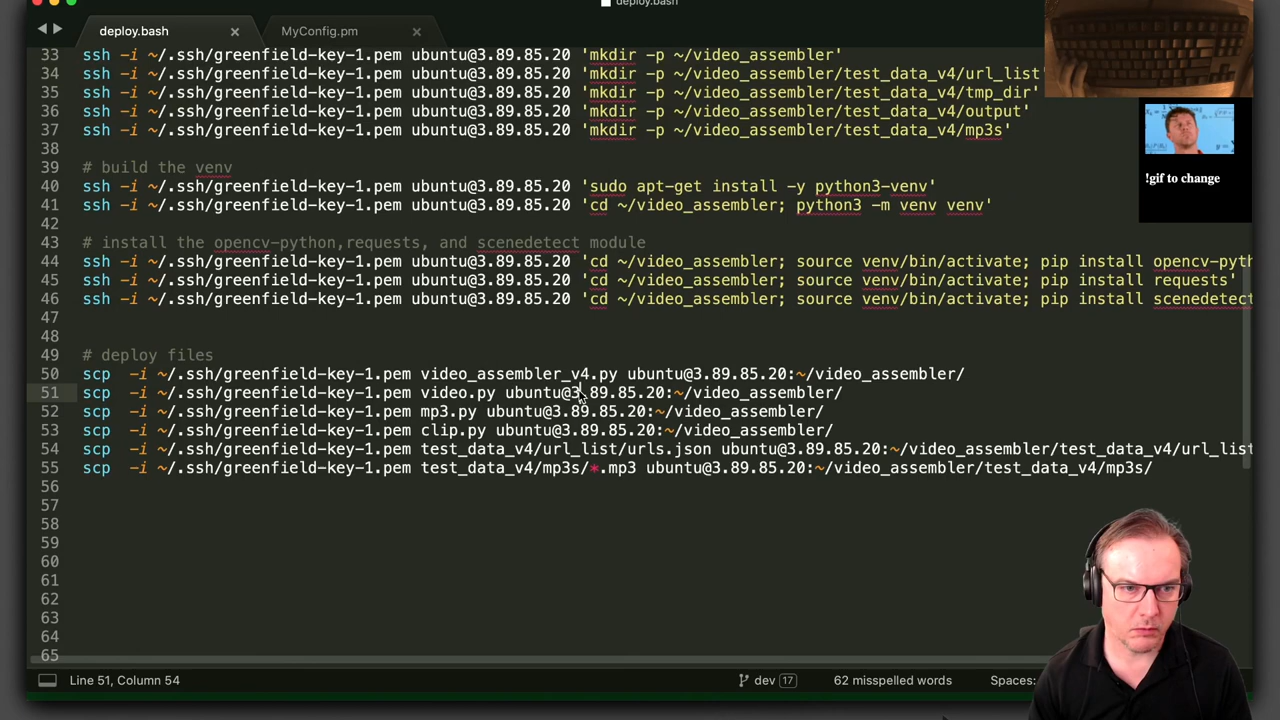 deploy.bash
deploy.bash
MyConfig.pm
33 ssh -i ~/.ssh/greenfield-key-1.pem ubuntu@3.89.85.20 'mkdir -p ~/video_assembler'
34 ssh -i ~/.ssh/greenfield-key-1.pem ubuntu@3.89.85.20 'mkdir -p ~/video_assembler/test_data_v4/url_list'
35 ssh -i ~/.ssh/greenfield-key-1.pem ubuntu@3.89.85.20 'mkdir -p ~/video_assembler/test_data_v4/tmp_dir'
36 ssh -i ~/.ssh/greenfield-key-1.pem ubuntu@3.89.85.20 'mkdir -p ~/video_assembler/test_data_v4/output'
37 ssh -i ~/.ssh/greenfield-key-1.pem ubuntu@3.89.85.20 'mkdir -p ~/video_assembler/test_data_v4/mp3s'
38
39 # build the venv
40 ssh -i ~/.ssh/greenfield-key-1.pem ubuntu@3.89.85.20 'sudo apt-get install -y python3-venv'
41 ssh -i ~/.ssh/greenfield-key-1.pem ubuntu@3.89.85.20 'cd ~/video_assembler; python3 -m venv venv'
42
43 # install the opencv-python,requests, and scenedetect module
44 ssh -i ~/.ssh/greenfield-key-1.pem ubuntu@3.89.85.20 'cd ~/video_assembler; source venv/bin/activate; pip install opencv-pyth
45 ssh -i ~/.ssh/greenfield-key-1.pem ubuntu@3.89.85.20 'cd ~/video_assembler; source venv/bin/activate; pip install requests'
46 ssh -i ~/.ssh/greenfield-key-1.pem ubuntu@3.89.85.20 'cd ~/video_assembler; source venv/bin/activate; pip install scenedetect
47
48
49 # deploy files
50 scp  -i ~/.ssh/greenfield-key-1.pem video_assembler_v4.py ubuntu@3.89.85.20:~/video_assembler/
51 scp  -i ~/.ssh/greenfield-key-1.pem video.py ubuntu@3.89.85.20:~/video_assembler/
52 scp  -i ~/.ssh/greenfield-key-1.pem mp3.py ubuntu@3.89.85.20:~/video_assembler/
53 scp  -i ~/.ssh/greenfield-key-1.pem clip.py ubuntu@3.89.85.20:~/video_assembler/
54 scp  -i ~/.ssh/greenfield-key-1.pem test_data_v4/url_list/urls.json ubuntu@3.89.85.20:~/video_assembler/test_data_v4/url_list
55 scp  -i ~/.ssh/greenfield-key-1.pem test_data_v4/mp3s/*.mp3 ubuntu@3.89.85.20:~/video_assembler/test_data_v4/mp3s/
56
57
58
59
60
61
62
63
64
65
!gif to change
Line 51, Column 54
dev 17
62 misspelled words
Spaces: